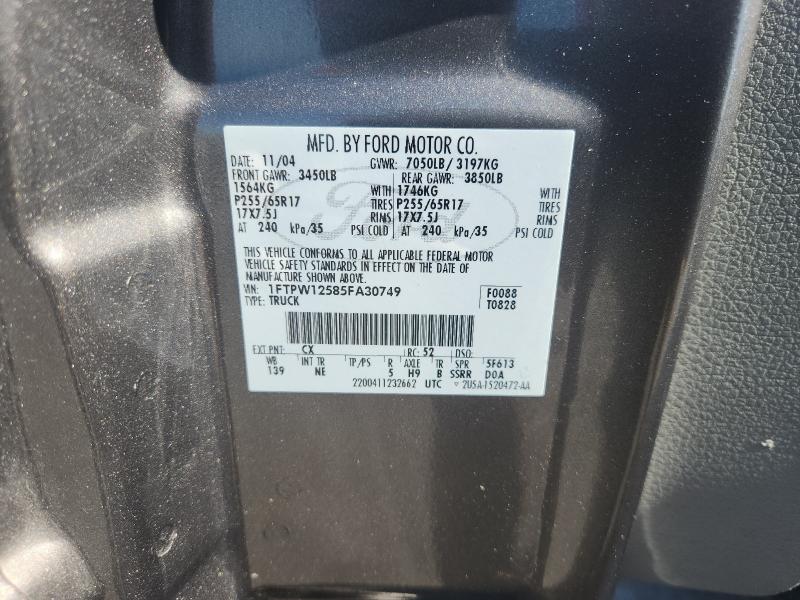 MFD. BY FORD MOTOR CO.
DATE: 11/04 GVWR: 7050LB/ 3197KG
FRONT GAWR: 3450LB REAR GAWR: 3850LB
1564KG WITH 1746KG WITH
P255/65R17 TIRES P255/65R17 TIRES
17X7.5J RIMS 17X7.5J RIMS
AT 240 kPa/35 PSI COLD AT 240 kPa/35 PSI COLD
THIS VEHICLE CONFORMS TO ALL APPLICABLE FEDERAL MOTOR
VEHICLE SAFETY STANDARDS IN EFFECT ON THE DATE OF
MANUFACTURE SHOWN ABOVE.
VIN: 1FTPW12585FA30749 F0088
TYPE: TRUCK T0828
EXT PNT: CX RC: 52 DSO:
WB INT TR TP/PS R AXLE TR SPR 5F613
139 NE 5 H9 B SSRR DOA
2200411232662 UTC 2U5A-1520472-AA
Ford